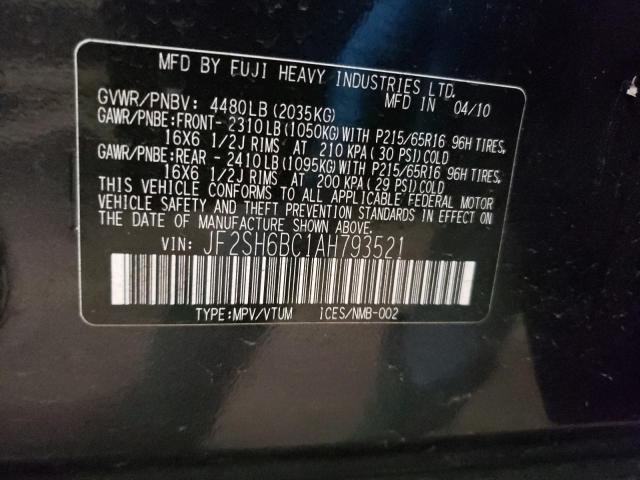 MFD BY FUJI HEAVY INDUSTRIES LTD.
MFD IN 04/10
GVWR/PNBV: 4480LB(2035KG)
GAWR/PNBE:FRONT- 2310LB(1050KG)WITH P215/65R16 96H TIRES,
16X6 1/2J RIMS AT 210 KPA(30 PSI)COLD
GAWR/PNBE:REAR - 2410LB(1095KG)WITH P215/65R16 96H TIRES,
16X6 1/2J RIMS AT 200 KPA(29 PSI)COLD
THIS VEHICLE CONFORMS TO ALL APPLICABLE FEDERAL MOTOR
VEHICLE SAFETY AND THEFT PREVENTION STANDARDS IN EFFECT ON
THE DATE OF MANUFACTURE SHOWN ABOVE.
VIN: JF2SH6BC1AH793521
TYPE:MPV/VTUM ICES/NMB-002